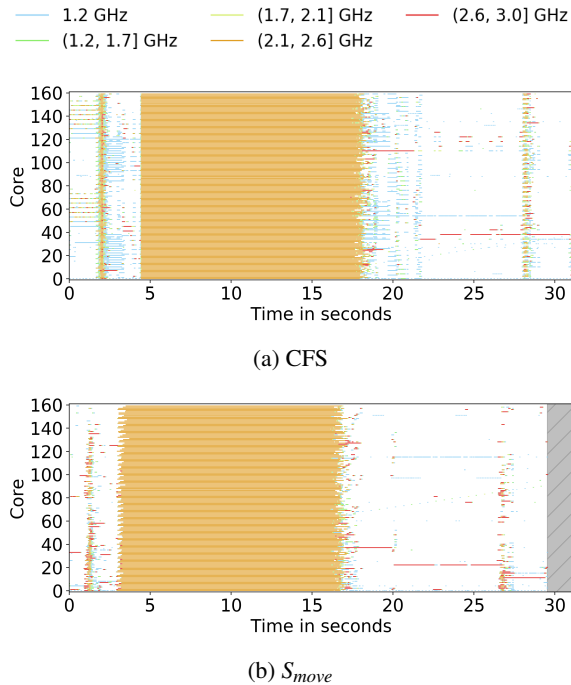 1.2 GHz (1.7, 2.1] GHz (2.6, 3.0] GHz
(1.2, 1.7] GHz (2.1, 2.6] GHz
160
140
120
100
80
60
40
20
0
Core
0 5 10 15 20 25 30
Time in seconds
(a) CFS
160
140
120
100
80
60
40
20
0
Core
0 5 10 15 20 25 30
Time in seconds
(b) Smove